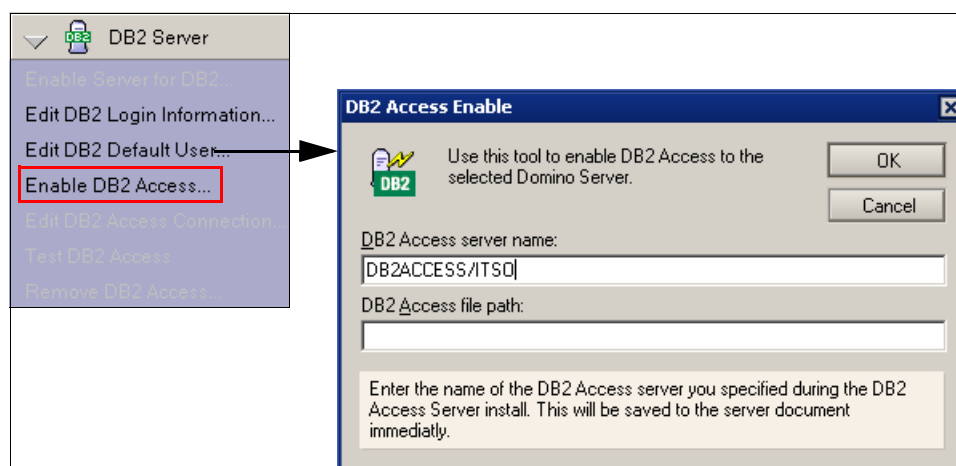 DB2 DB2 Server
Enable Server for DB2...
Edit DB2 Login Information...
Edit DB2 Default User...
Enable DB2 Access...
Edit DB2 Access Connection...
Test DB2 Access
Remove DB2 Access...
DB2 Access Enable
DB2
Use this tool to enable DB2 Access to the
selected Domino Server.
OK
Cancel
DB2 Access server name:
DB2ACCESS/ITSO
DB2 Access file path:
Enter the name of the DB2 Access server you specified during the DB2
Access Server install. This will be saved to the server document
immediatly.